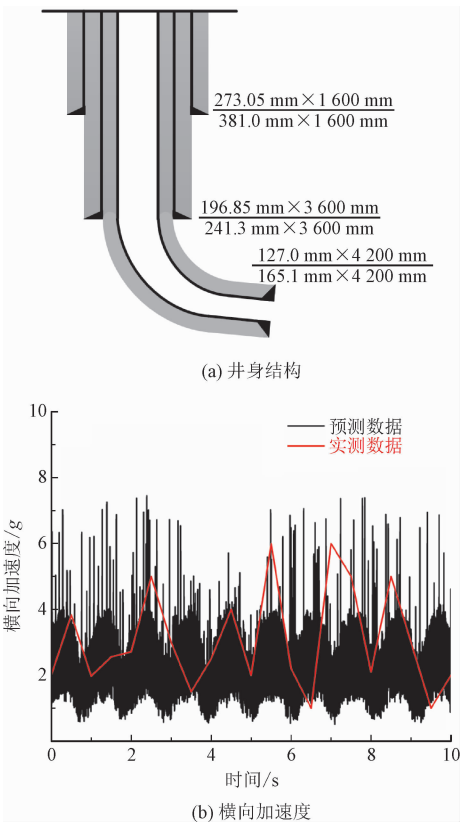 273.05 mm×1 600 mm
381.0 mm×1 600 mm
196.85 mm×3 600 mm
241.3 mm×3 600 mm
127.0 mm×4 200 mm
165.1 mm×4 200 mm
(a) 井身结构
10
8
6
4
2
横向加速度/g
预测数据
实测数据
0 2 4 6 8 10
时间/s
(b) 横向加速度